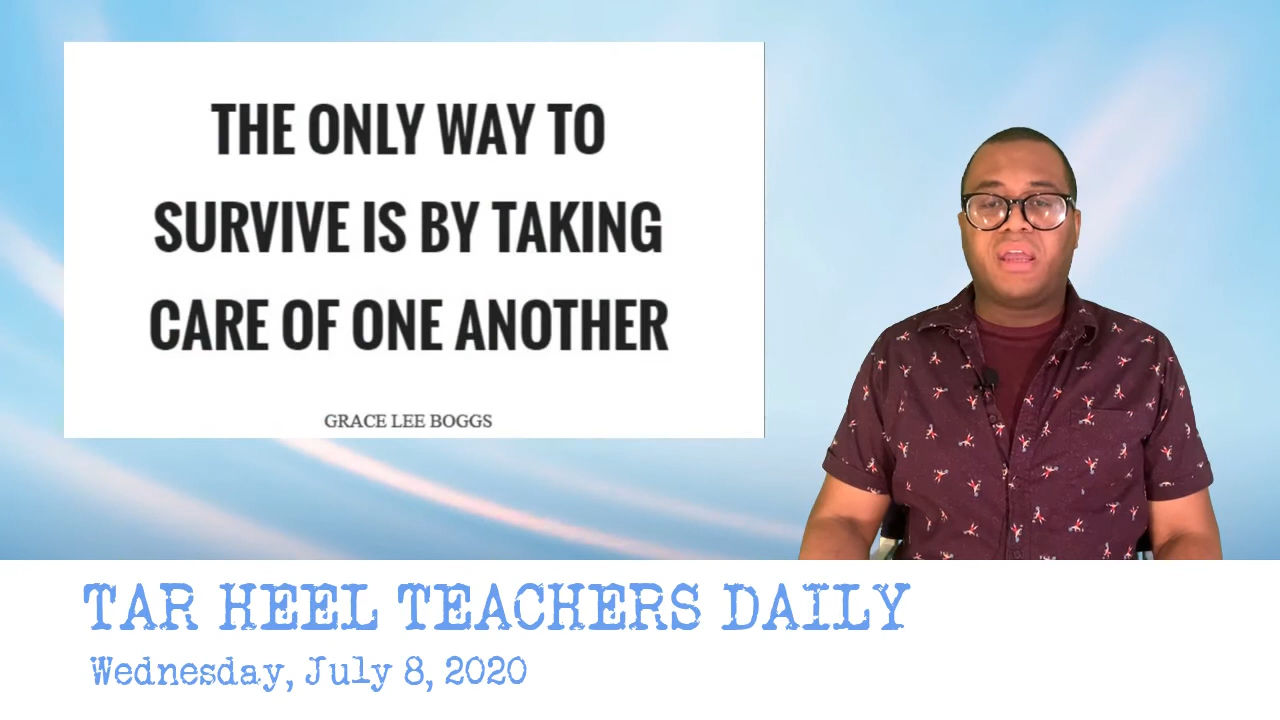 THE ONLY WAY TO
SURVIVE IS BY TAKING
CARE OF ONE ANOTHER
GRACE LEE BOGGS
TAR HEEL TEACHERS DAILY
Wednesday, July 8, 2020